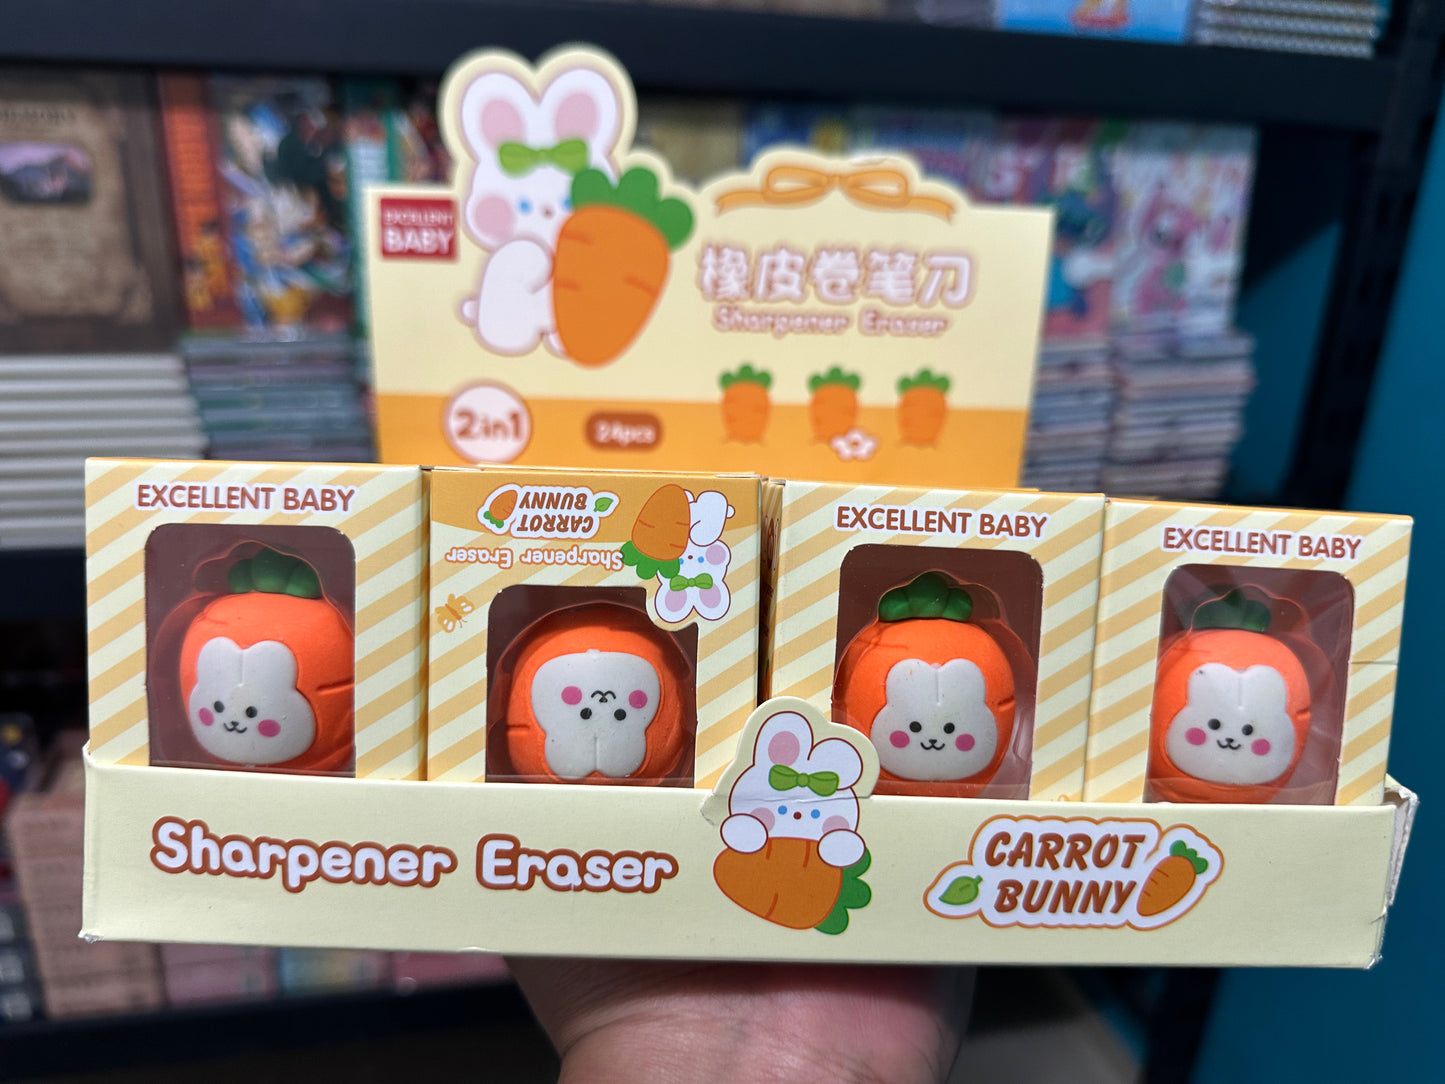 EXCELLENT
BABY
橡皮卷笔刀
Sharpener Eraser
2in1
24pcs
EXCELLENT BABY
CARROT
BUNNY
Sharpener Eraser
EXCELLENT BABY
EXCELLENT BABY
Sharpener Eraser
CARROT
BUNNY